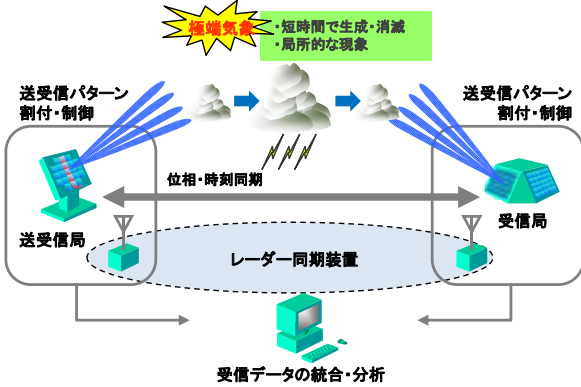 極端気象
・短時間で生成・消滅
・局所的な現象
送受信パターン
割付・制御
送受信パターン
割付・制御
位相・時刻同期
送受信局
受信局
レーダー同期装置
受信データの統合・分析